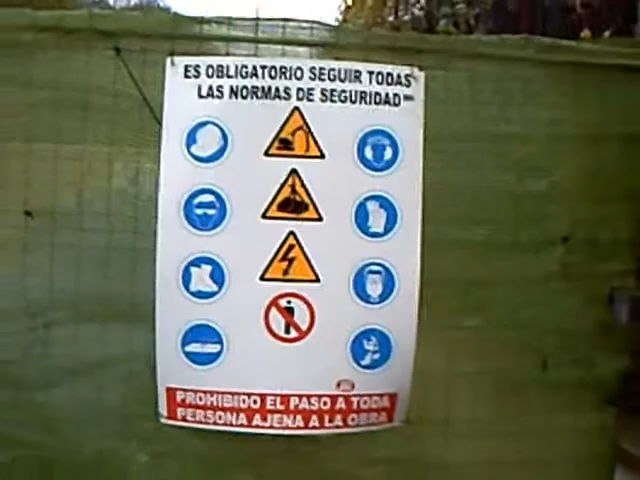 ES OBLIGATORIO SEGUIR TODAS
LAS NORMAS DE SEGURIDAD
PROHIBIDO EL PASO A TODA
PERSONA AJENA A LA OBRA